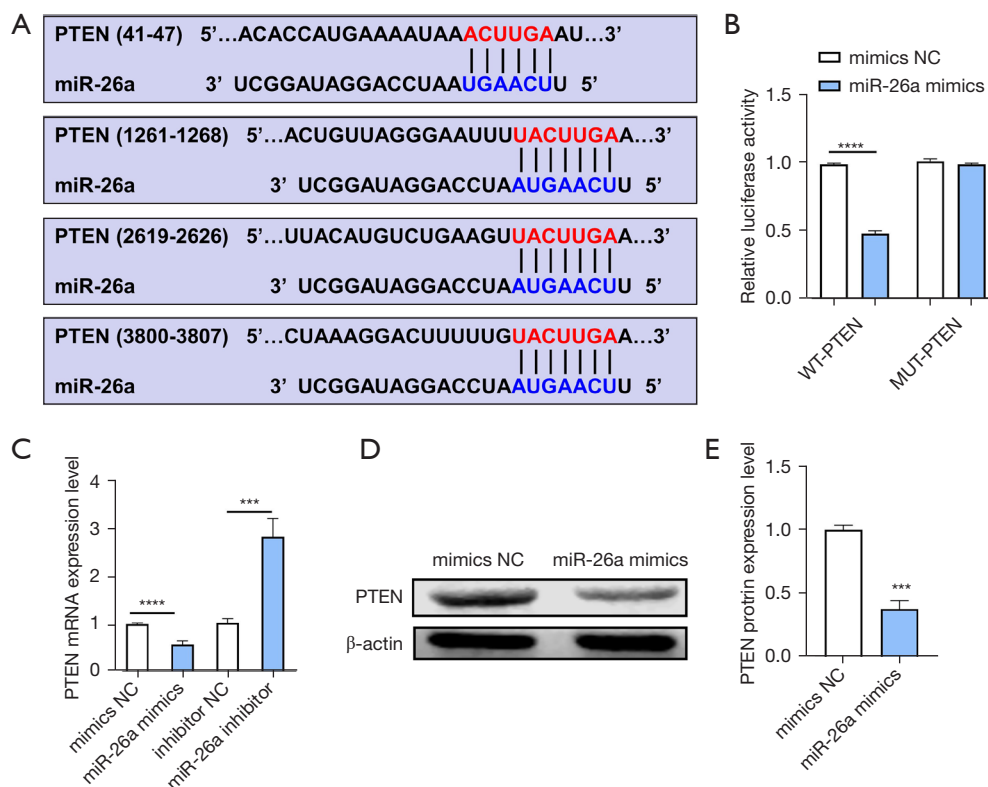 A
PTEN (41-47) 5’...ACACCAUGAAAAUAAACUUGAAU...3’
miR-26a 3’ UCGGAUAGGACCUAAUGAACUU 5’
PTEN (1261-1268) 5’...ACUGUUAGGGAAUUUUACUUGAA...3’
miR-26a 3’ UCGGAUAGGACCUAAUGAACUU 5’
PTEN (2619-2626) 5’...UUACAUGUCUGAAGUUACUUGAA...3’
miR-26a 3’ UCGGAUAGGACCUAAUGAACUU 5’
PTEN (3800-3807) 5’...CUAAAGGACUUUUUGUACUUGAA...3’
miR-26a 3’ UCGGAUAGGACCUAAUGAACUU 5’
B
mimics NC
miR-26a mimics
Relative luciferase activity
1.5
1.0
0.5
0.0
****
WT-PTEN
MUT-PTEN
C
PTEN mRNA expression level
4
3
2
1
0
****
***
mimics NC
miR-26a mimics
inhibitor NC
miR-26a inhibitor
D
mimics NC miR-26a mimics
PTEN
β-actin
E
PTEN protrin expression level
1.5
1.0
0.5
0.0
***
mimics NC
miR-26a mimics